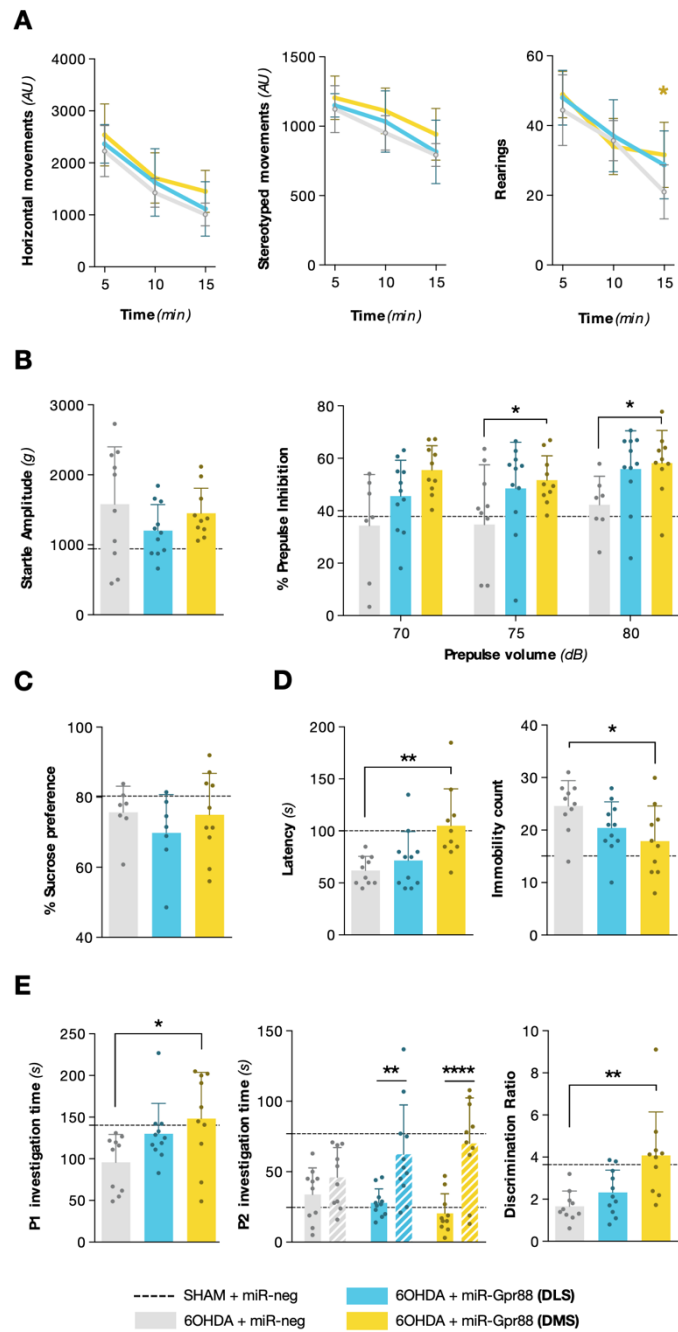 A
Horizontal movements (AU)
4000
3000
2000
1000
0
5 10 15
Time (min)
Stereotyped movements (AU)
1500
1000
500
0
5 10 15
Time (min)
Rearings
60
40
20
0
*
5 10 15
Time (min)
B
Startle Amplitude (g)
3000
2000
1000
0
% Prepulse Inhibition
80
60
40
20
0
* *
70 75 80
Prepulse volume (dB)
C
% Sucrose preference
100
80
60
40
D
Latency (s)
200
150
100
50
0
**
Immobility count
40
30
20
10
0
*
E
P1 investigation time (s)
250
200
150
100
50
0
*
P2 investigation time (s)
150
100
50
0
** ****
Discrimination Ratio
10
8
6
4
2
0
**
SHAM + miR-neg
6OHDA + miR-Gpr88 (DLS)
6OHDA + miR-neg
6OHDA + miR-Gpr88 (DMS)